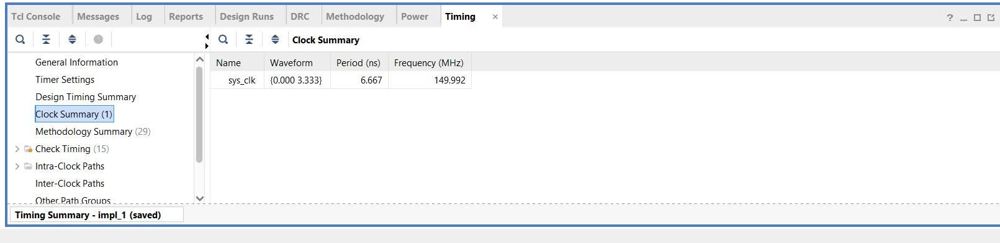 Tcl Console Messages Log Reports Design Runs DRC Methodology Power Timing × ?
Clock Summary
General Information
Timer Settings
Design Timing Summary
Clock Summary (1)
Methodology Summary (29)
Check Timing (15)
Intra-Clock Paths
Inter-Clock Paths
Other Path Groups
Name Waveform Period (ns) Frequency (MHz)
sys_clk {0.000 3.333} 6.667 149.992
Timing Summary - impl_1 (saved)